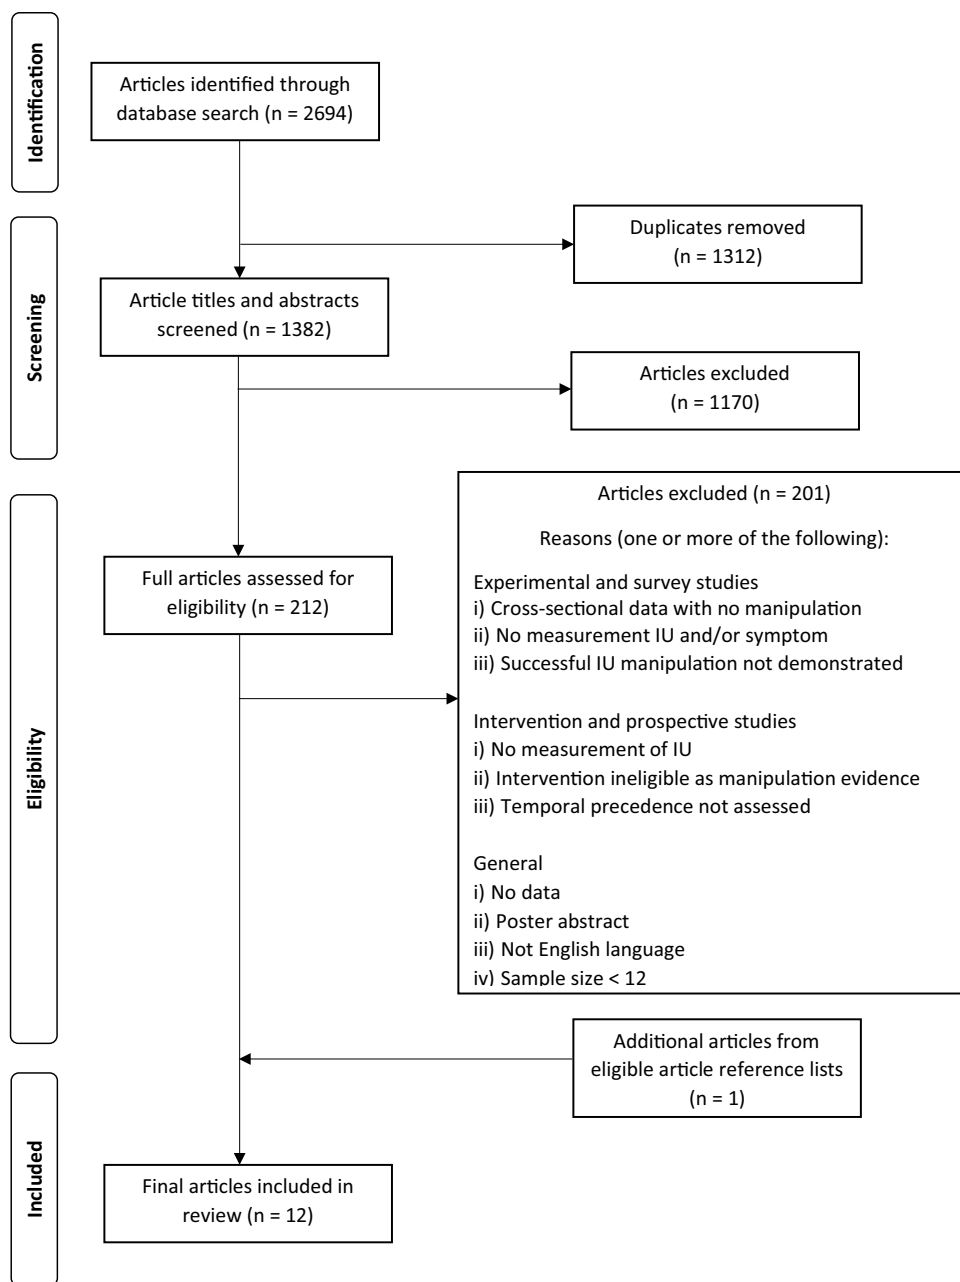 Identification
Articles identified through
database search (n = 2694)
Duplicates removed
(n = 1312)
Screening
Article titles and abstracts
screened (n = 1382)
Articles excluded
(n = 1170)
Eligibility
Full articles assessed for
eligibility (n = 212)
Articles excluded (n = 201)
Reasons (one or more of the following):
Experimental and survey studies
i) Cross-sectional data with no manipulation
ii) No measurement IU and/or symptom
iii) Successful IU manipulation not demonstrated
Intervention and prospective studies
i) No measurement of IU
ii) Intervention ineligible as manipulation evidence
iii) Temporal precedence not assessed
General
i) No data
ii) Poster abstract
iii) Not English language
iv) Sample size < 12
Additional articles from
eligible article reference lists
(n = 1)
Included
Final articles included in
review (n = 12)